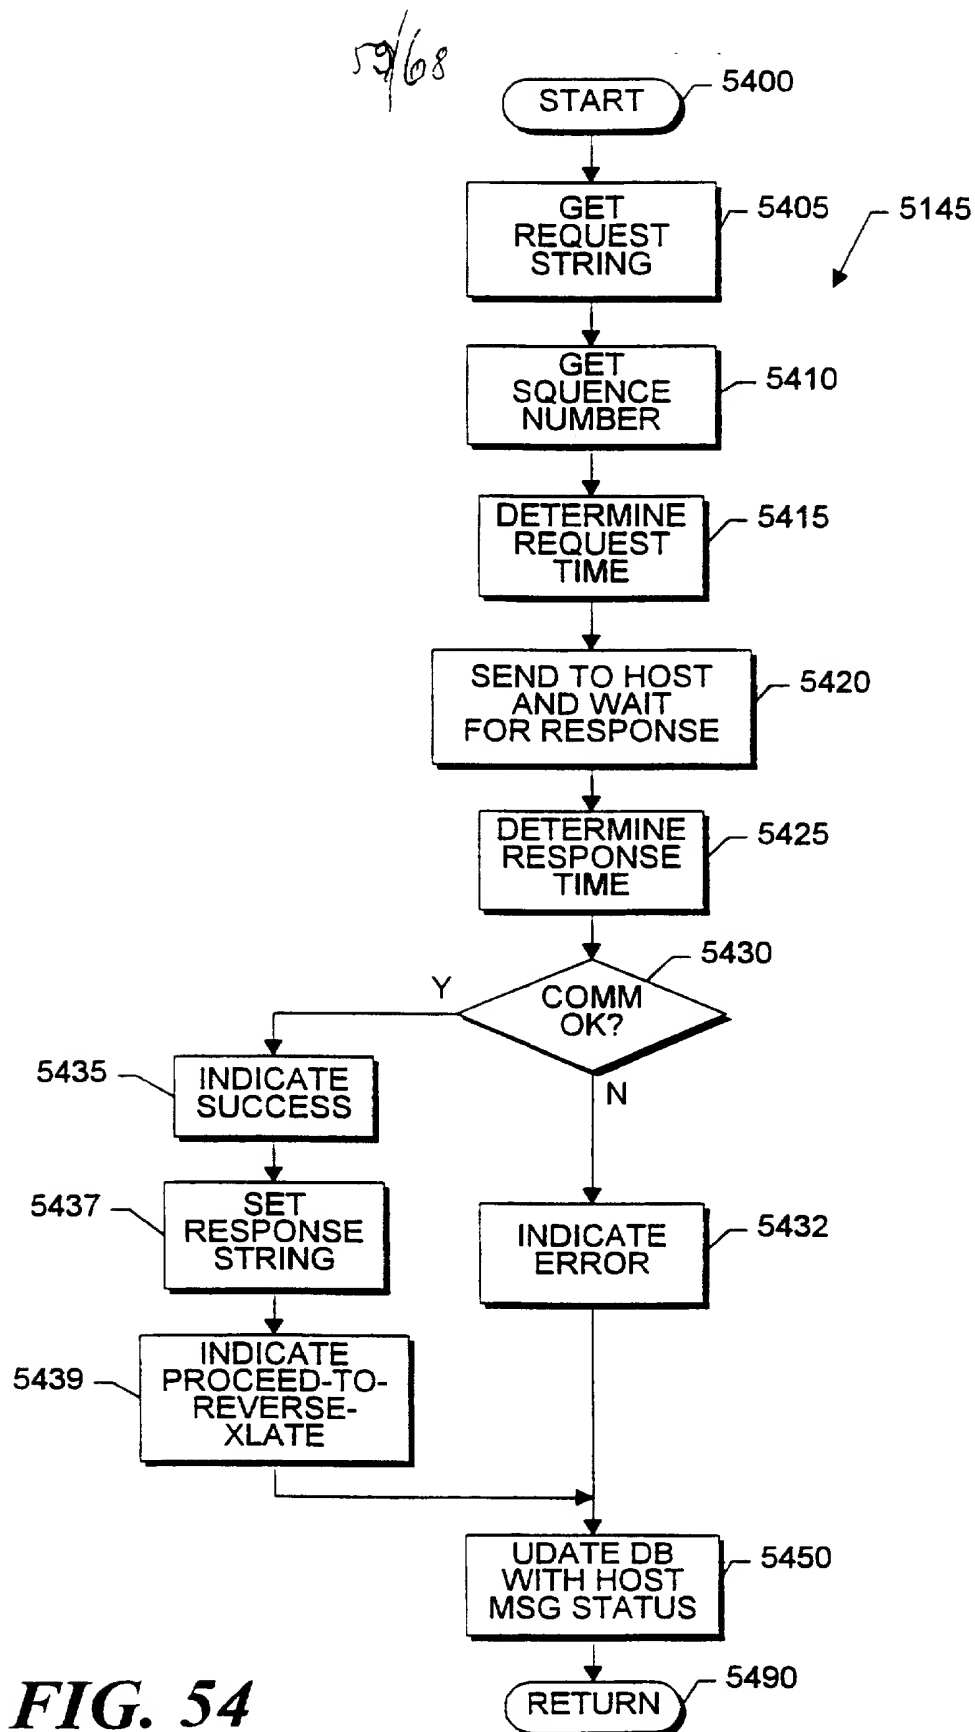 59/68
START
5400
GET
REQUEST
STRING
5405
5145
GET
SQUENCE
NUMBER
5410
DETERMINE
REQUEST
TIME
5415
SEND TO HOST
AND WAIT
FOR RESPONSE
5420
DETERMINE
RESPONSE
TIME
5425
COMM
OK?
5430
Y
N
5435
INDICATE
SUCCESS
5437
SET
RESPONSE
STRING
INDICATE
ERROR
5432
5439
INDICATE
PROCEED-TO-
REVERSE-
XLATE
UDATE DB
WITH HOST
MSG STATUS
5450
RETURN
5490
FIG. 54